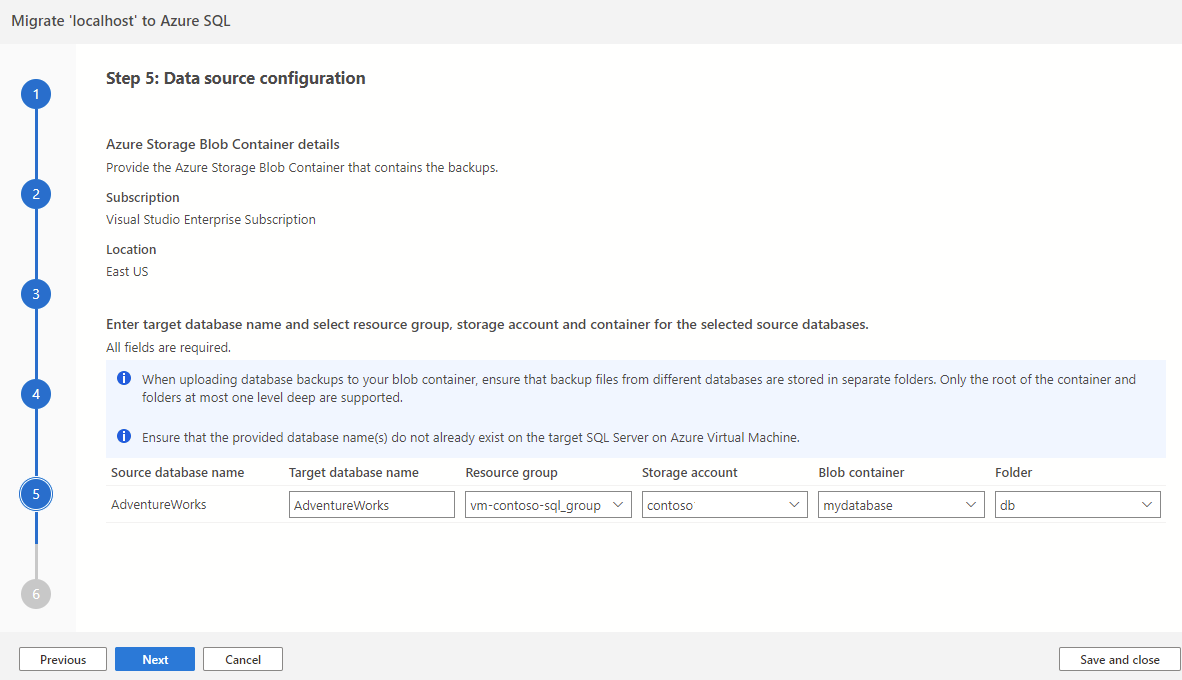 Migrate 'localhost' to Azure SQL
Step 5: Data source configuration
1
Azure Storage Blob Container details
Provide the Azure Storage Blob Container that contains the backups.
2
Subscription
Visual Studio Enterprise Subscription
Location
East US
3
Enter target database name and select resource group, storage account and container for the selected source databases.
All fields are required.
When uploading database backups to your blob container, ensure that backup files from different databases are stored in separate folders. Only the root of the container and
folders at most one level deep are supported.
4
Ensure that the provided database name(s) do not already exist on the target SQL Server on Azure Virtual Machine.
Source database name Target database name Resource group Storage account Blob container Folder
5
AdventureWorks AdventureWorks vm-contoso-sql_group contoso mydatabase db
6
Previous Next Cancel Save and close